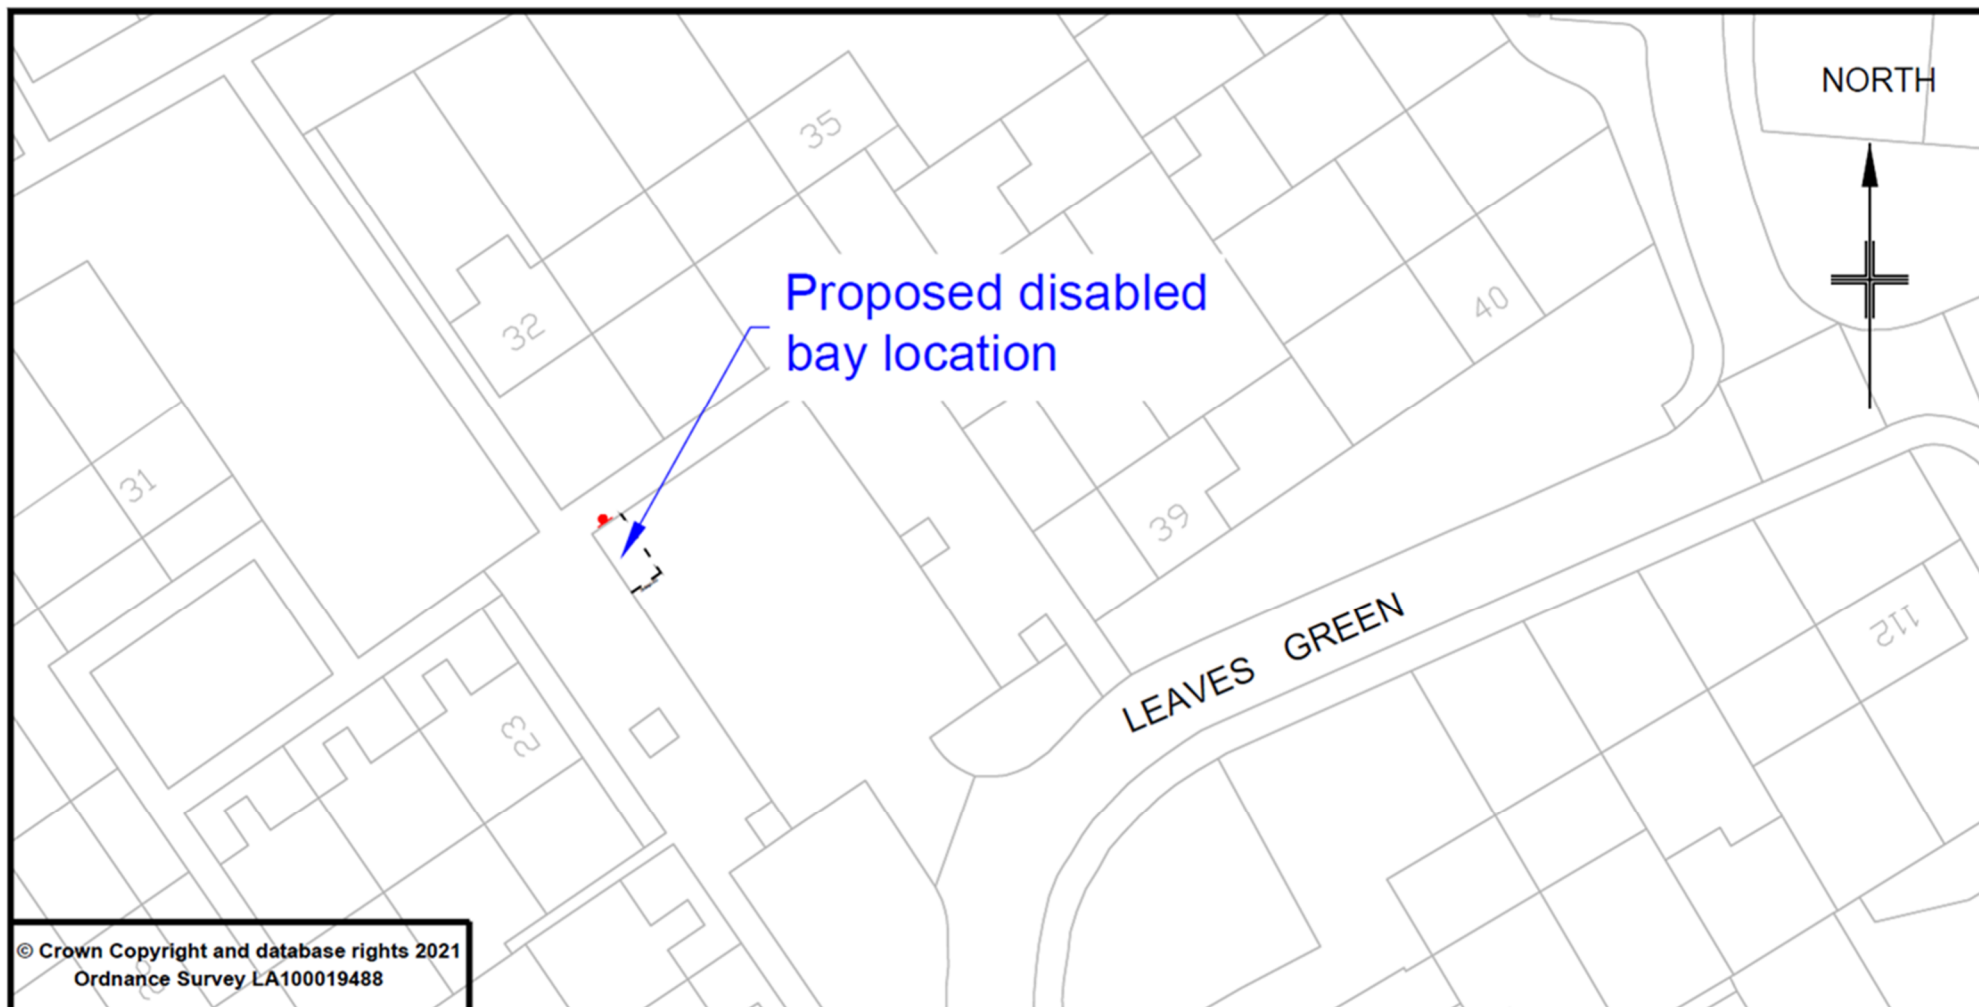 NORTH
35
32
Proposed disabled
bay location
40
31
39
LEAVES GREEN
112
23
© Crown Copyright and database rights 2021
Ordnance Survey LA100019488